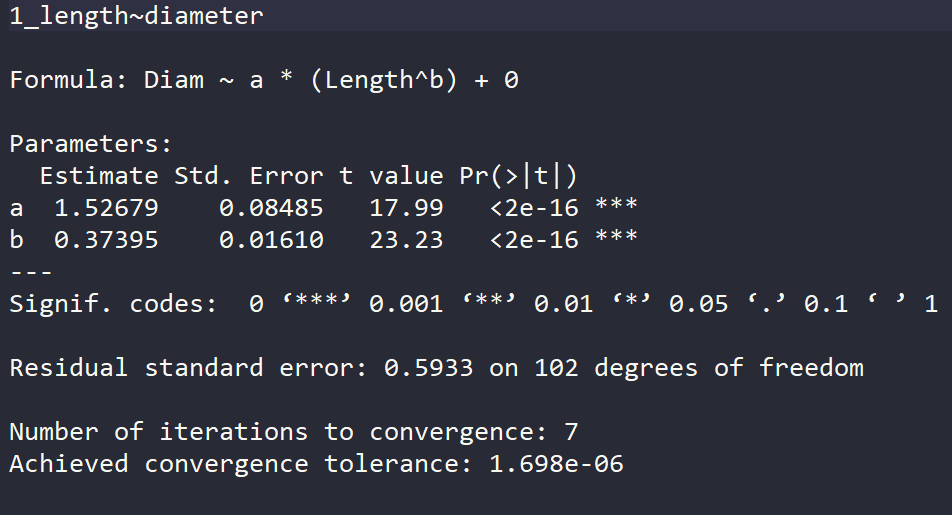 1_length~diameter
Formula: Diam ~ a * (Length^b) + 0
Parameters:
  Estimate Std. Error t value Pr(>|t|)
a  1.52679    0.08485   17.99   <2e-16 ***
b  0.37395    0.01610   23.23   <2e-16 ***
---
Signif. codes:  0 ‘***’ 0.001 ‘**’ 0.01 ‘*’ 0.05 ‘.’ 0.1 ‘ ’ 1
Residual standard error: 0.5933 on 102 degrees of freedom
Number of iterations to convergence: 7
Achieved convergence tolerance: 1.698e-06